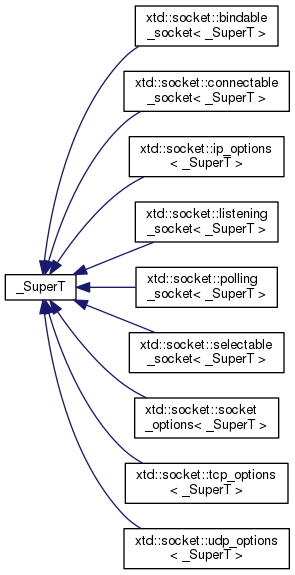 xtd::socket::bindable
_socket< _SuperT >
xtd::socket::connectable
_socket< _SuperT >
xtd::socket::ip_options
< _SuperT >
xtd::socket::listening
_socket< _SuperT >
_SuperT
xtd::socket::polling
_socket< _SuperT >
xtd::socket::selectable
_socket< _SuperT >
xtd::socket::socket
_options< _SuperT >
xtd::socket::tcp_options
< _SuperT >
xtd::socket::udp_options
< _SuperT >